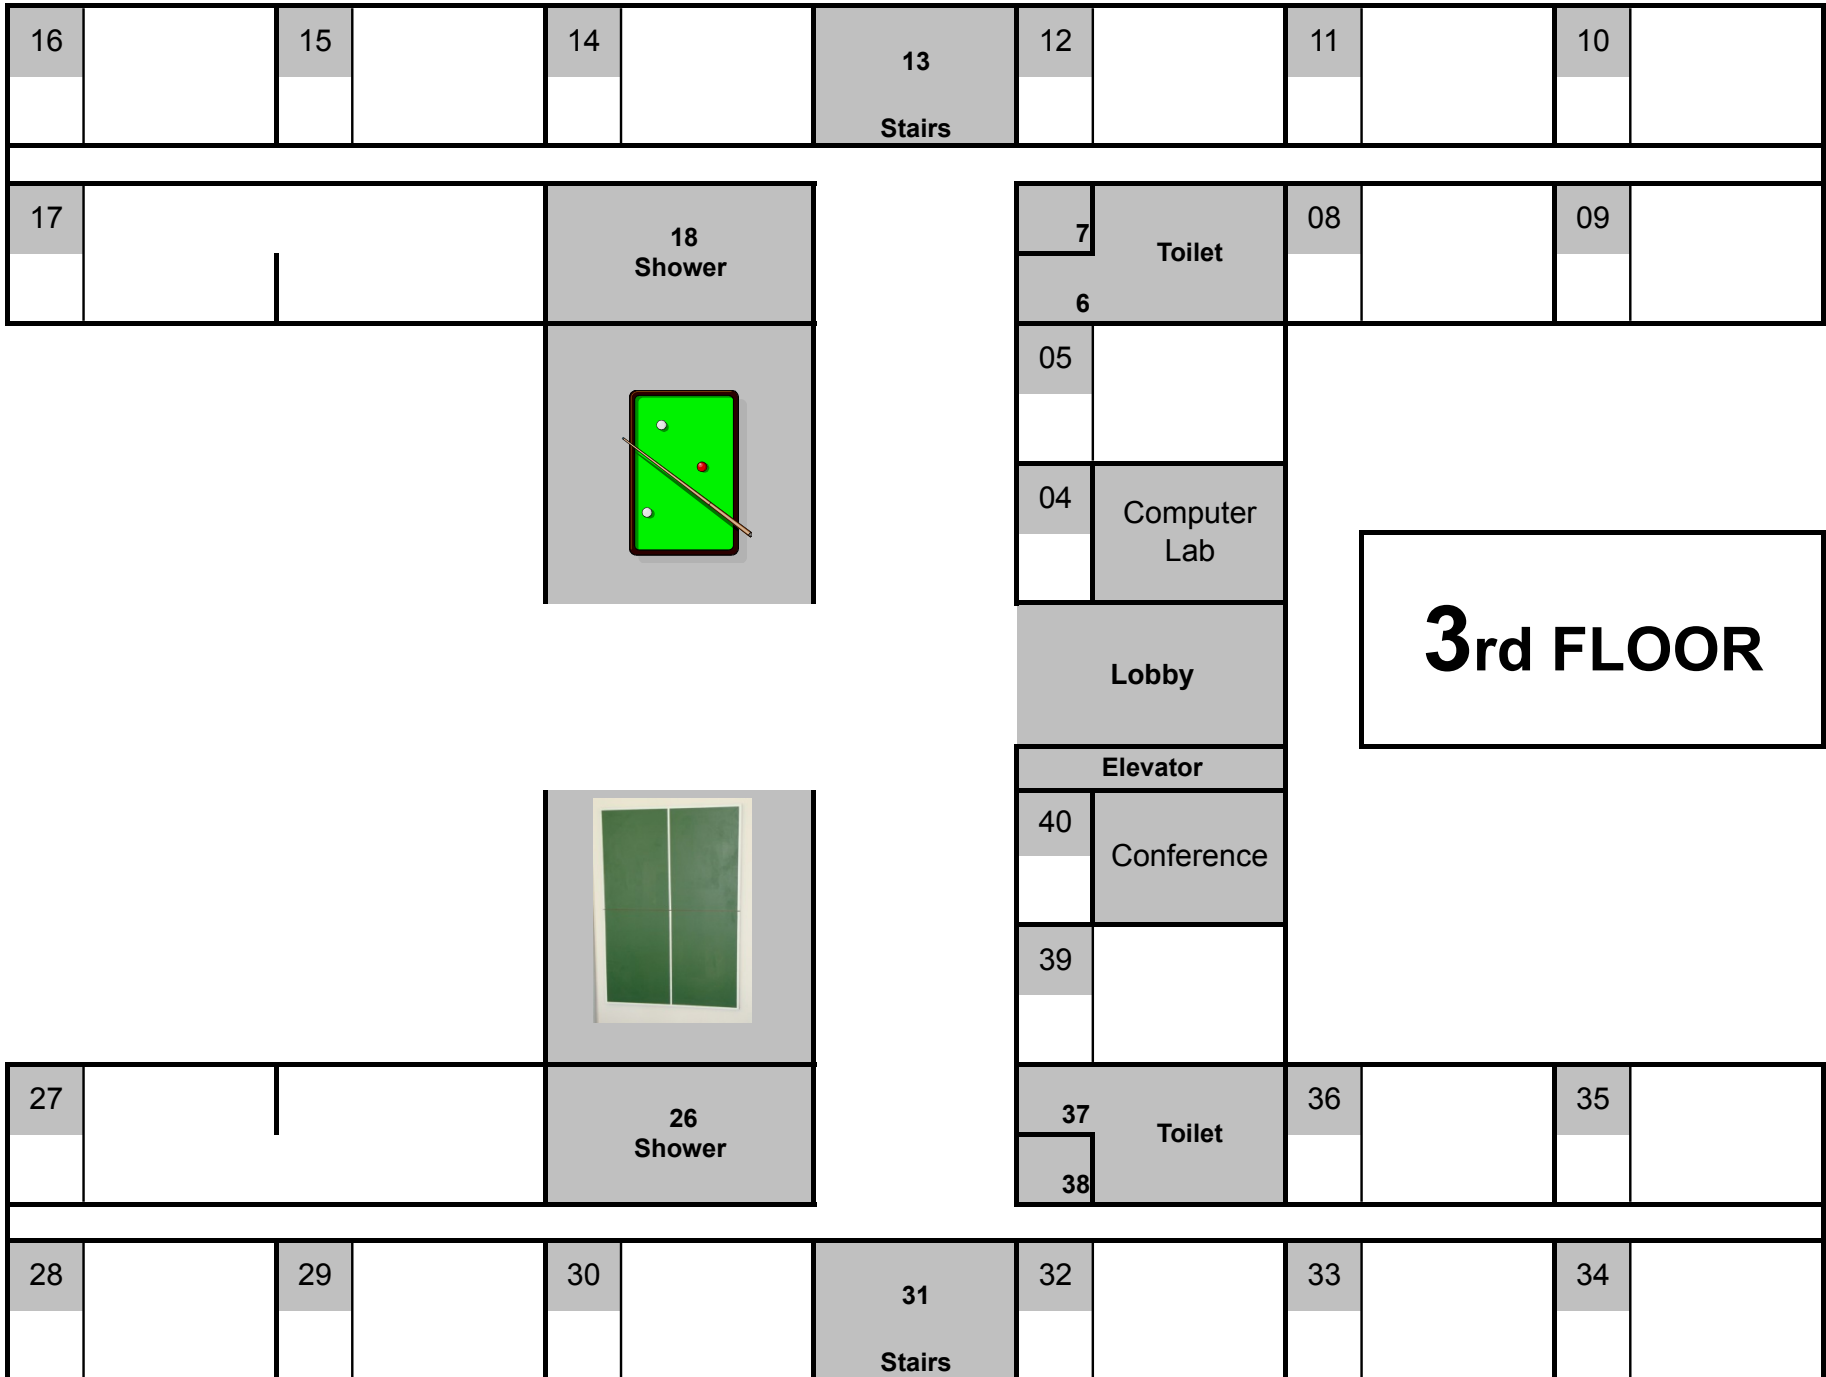 16 15 14 13 12 11 10
Stairs
17 18 7 Toilet 08 09
Shower
6
05
04 Computer
Lab
3rd FLOOR
Lobby
Elevator
40 Conference
39
27 26 37 Toilet 36 35
Shower
38
28 29 30 31 32 33 34
Stairs